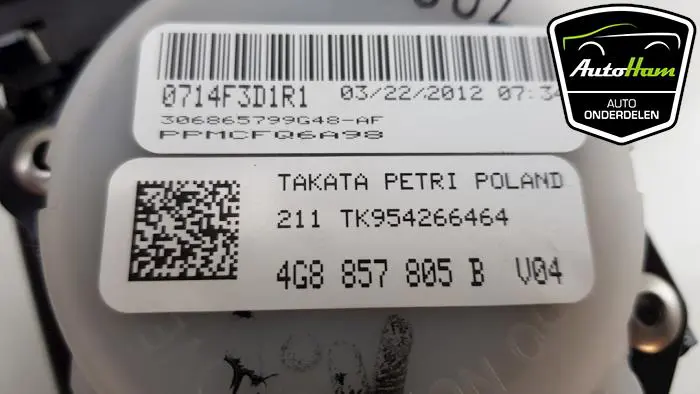 0714F3D1R1 03/22/2012 07:34
306865799G48-AF
PPMCFQ6A98
TAKATA PETRI POLAND
211 TK954266464
4G8 857 805 B V04
AutoHam
AUTO
ONDERDELEN